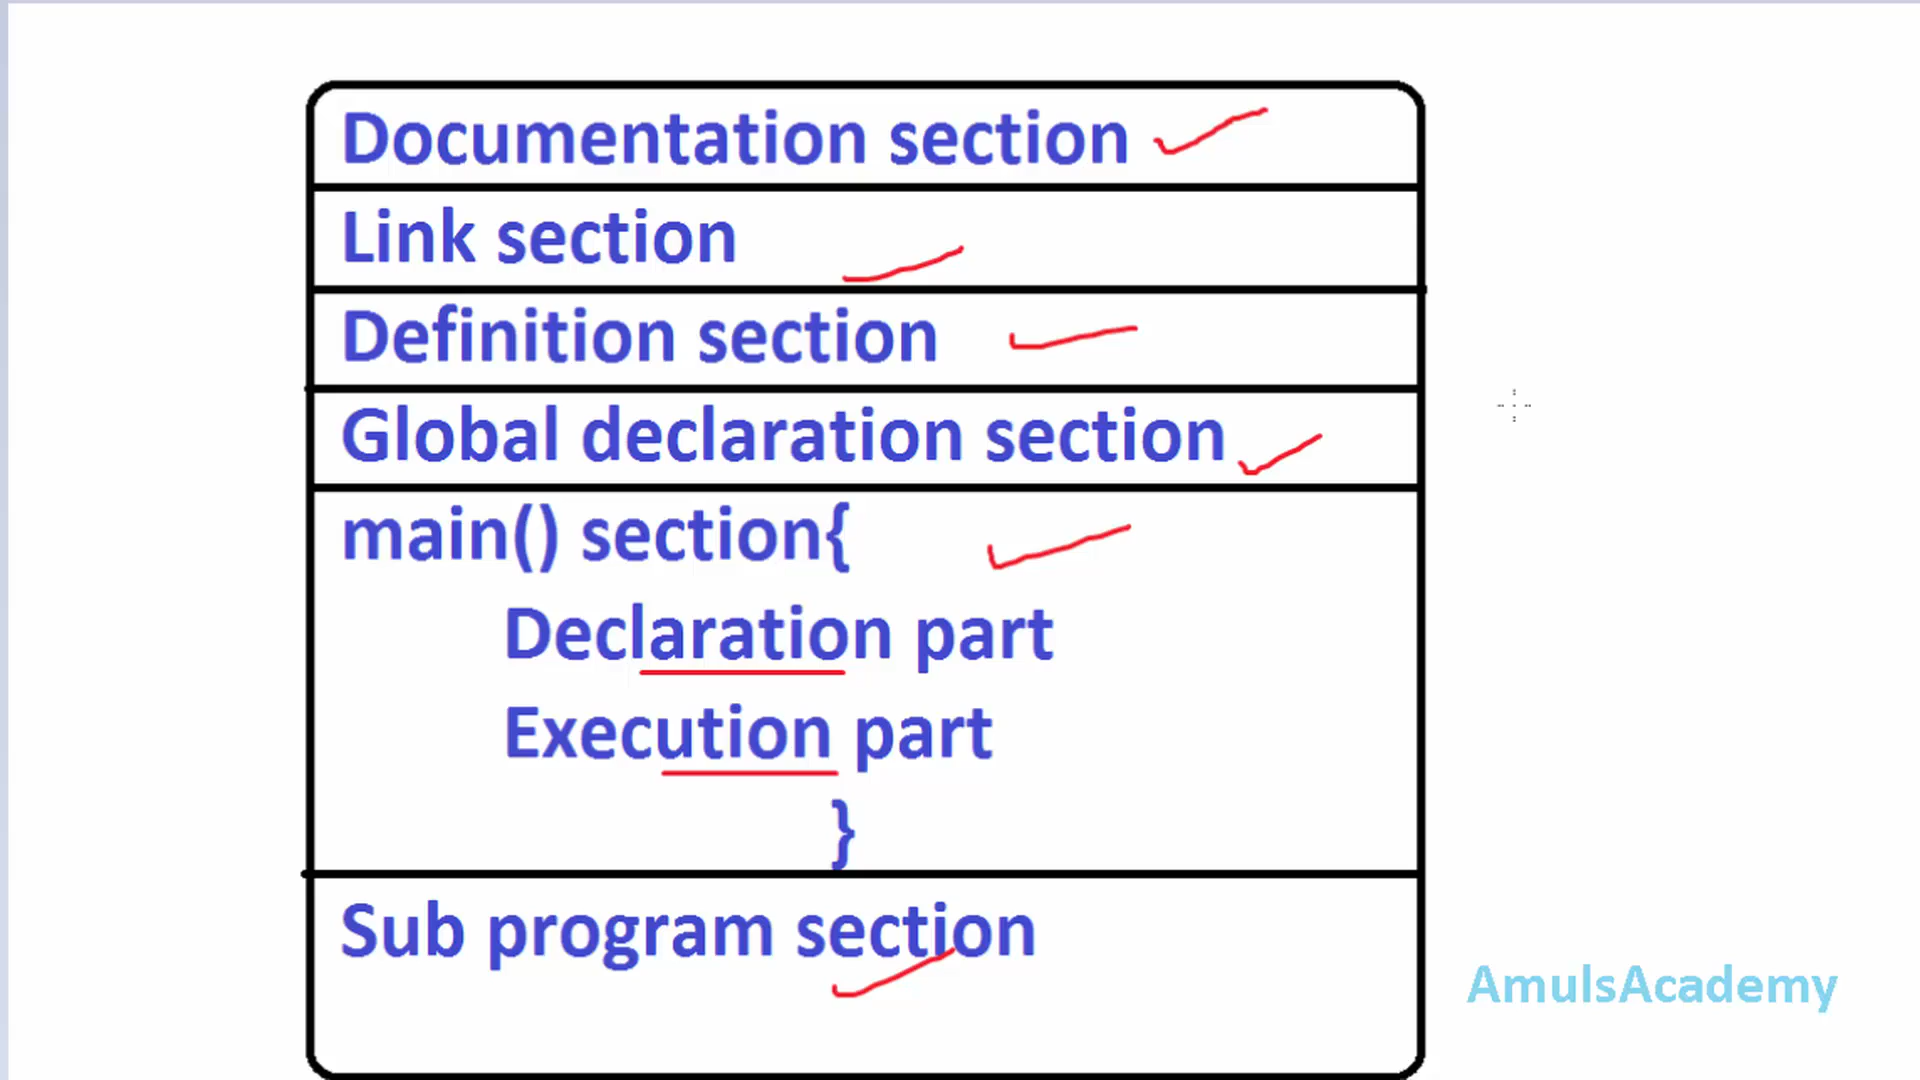 Documentation section
Link section
Definition section
Global declaration section
main() section{
Declaration part
Execution part
}
Sub program section
AmulsAcademy